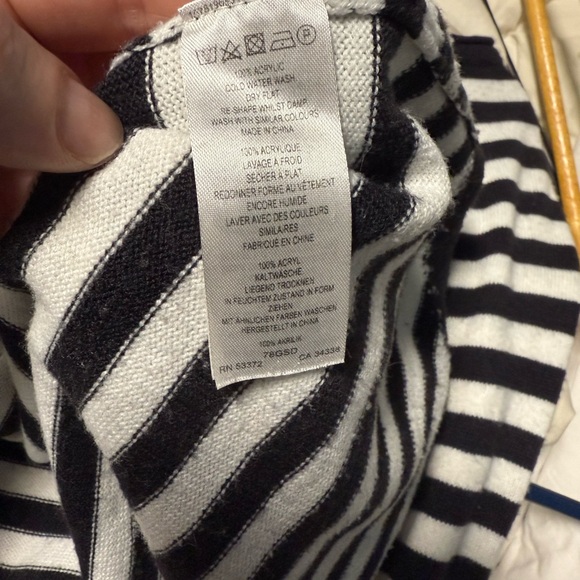 100% ACRYLIC
COLD WATER WASH
DRY FLAT
RE-SHAPE WHILST DAMP
WASH WITH SIMILAR COLOURS
MADE IN CHINA
100% ACRYLIQUE
LAVAGE À FROID
SÉCHER À PLAT
REDONNER FORME AU VÊTEMENT
ENCORE HUMIDE
LAVER AVEC DES COULEURS
SIMILAIRES
FABRIQUÉ EN CHINE
100% ACRYL
KALTWÄSCHE
LIEGEND TROCKNEN
IN FEUCHTEM ZUSTAND IN FORM
ZIEHEN
MIT ÄHNLICHEN FARBEN WASCHEN
HERGESTELLT IN CHINA
100% AKRILIK
78GSD
RN 53372 CA 34338